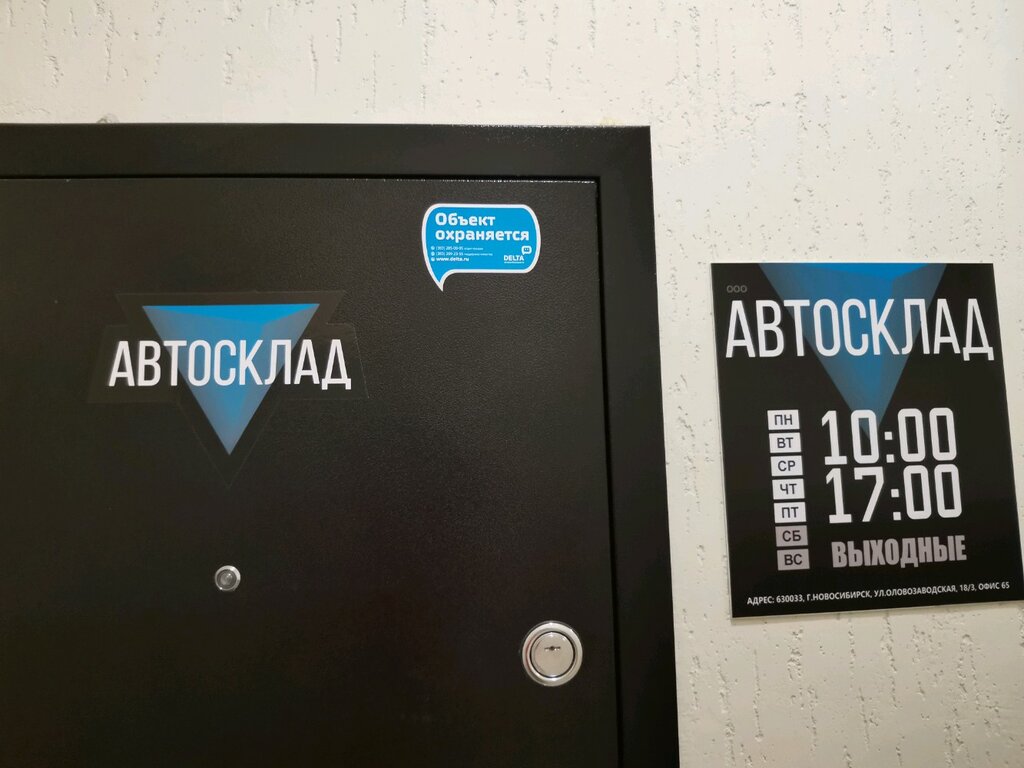 Объект
охраняется
www.delta.ru
DELTA
АВТОСКЛАД
ООО
АВТОСКЛАД
ПН
ВТ
СР
ЧТ
ПТ
СБ
ВС
10:00
17:00
ВЫХОДНЫЕ
АДРЕС: 630033, Г.НОВОСИБИРСК, УЛ.ОЛОВОЗАВОДСКАЯ, 18/3, ОФИС 65